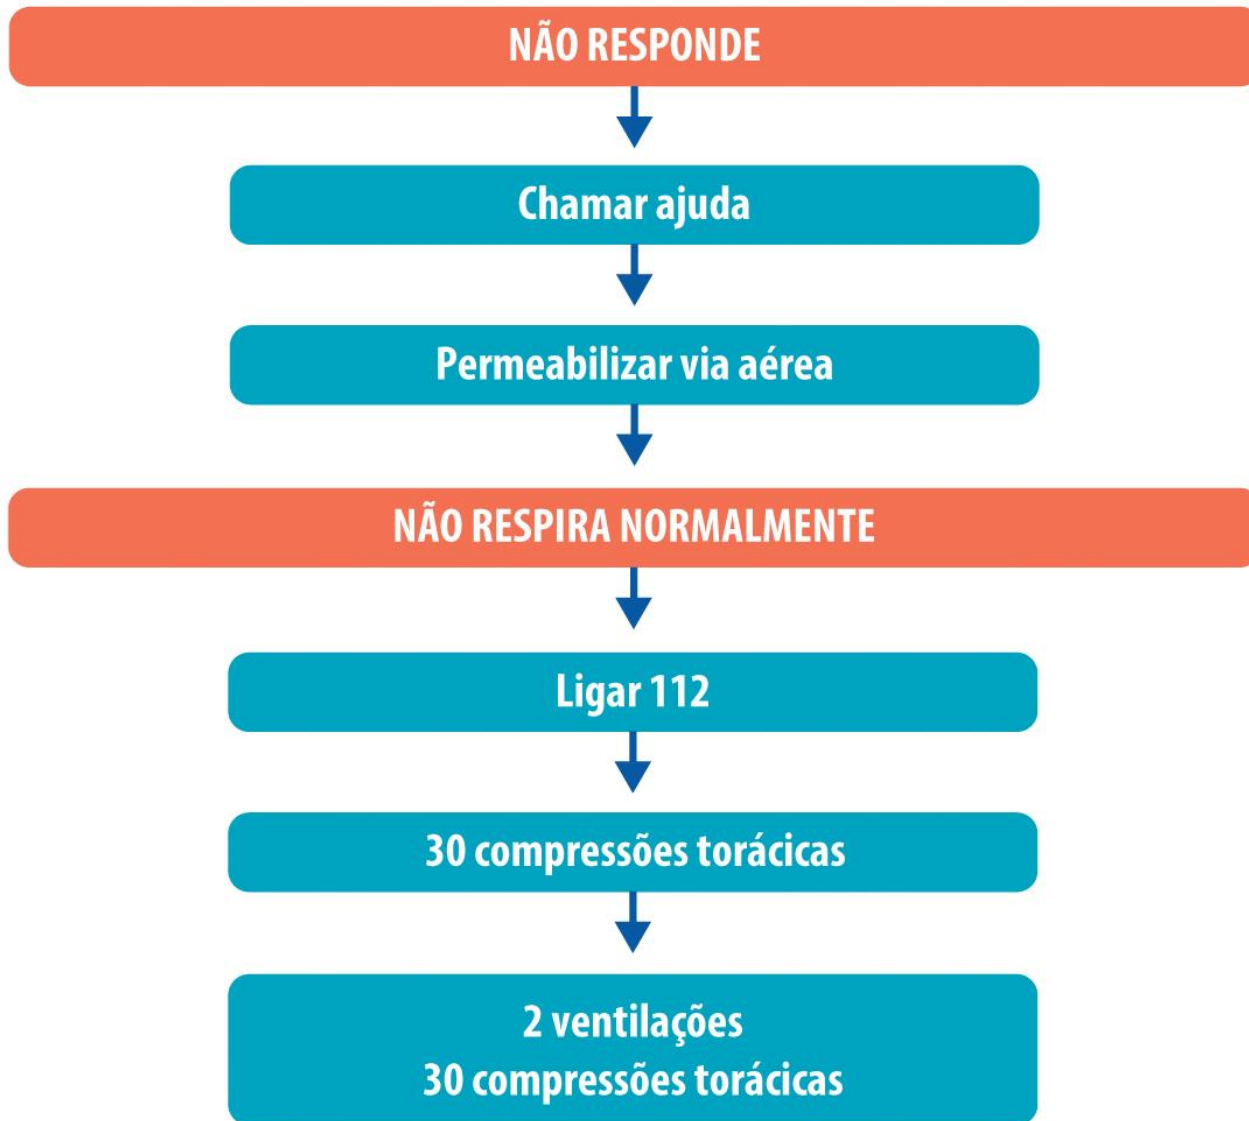 NÃO RESPONDE
Chamar ajuda
Permeabilizar via aérea
NÃO RESPIRA NORMALMENTE
Ligar 112
30 compressões torácicas
2 ventilações
30 compressões torácicas